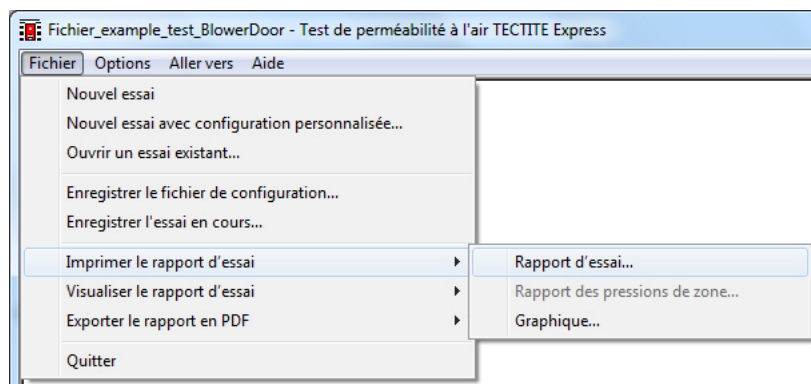 Fichier_example_test_BlowerDoor - Test de perméabilité à l'air TECTITE Express
Fichier Options Aller vers Aide
Nouvel essai
Nouvel essai avec configuration personnalisée...
Ouvrir un essai existant...
Enregistrer le fichier de configuration...
Enregistrer l'essai en cours...
Imprimer le rapport d’essai
Visualiser le rapport d’essai
Exporter le rapport en PDF
Quitter
Rapport d’essai...
Rapport des pressions de zone...
Graphique...